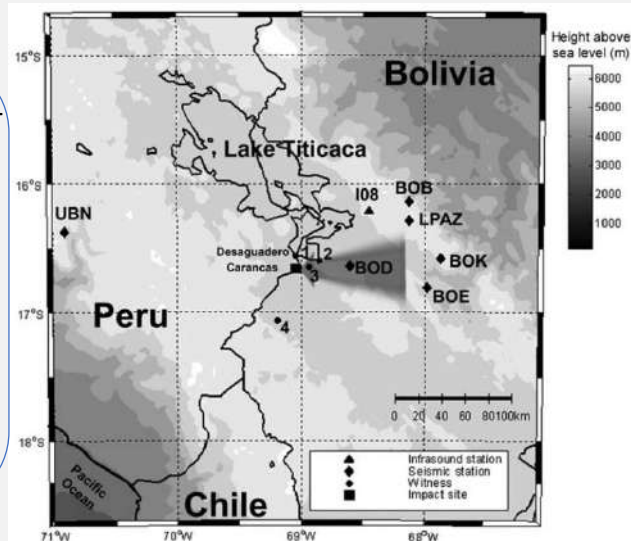 Height above
sea level (m)
6000
5000
4000
3000
2000
1000
15°S
16°S
17°S
18°S
71°W
70°W
69°W
68°W
Bolivia
Lake Titicaca
I08
BOB
LPAZ
UBN
Desaguadero
Carancas
1
2
3
BOD
BOK
BOE
Peru
4
0 20 40 60 80100km
Pacific
Ocean
Chile
Infrasound station
Seismic station
Witness
Impact site